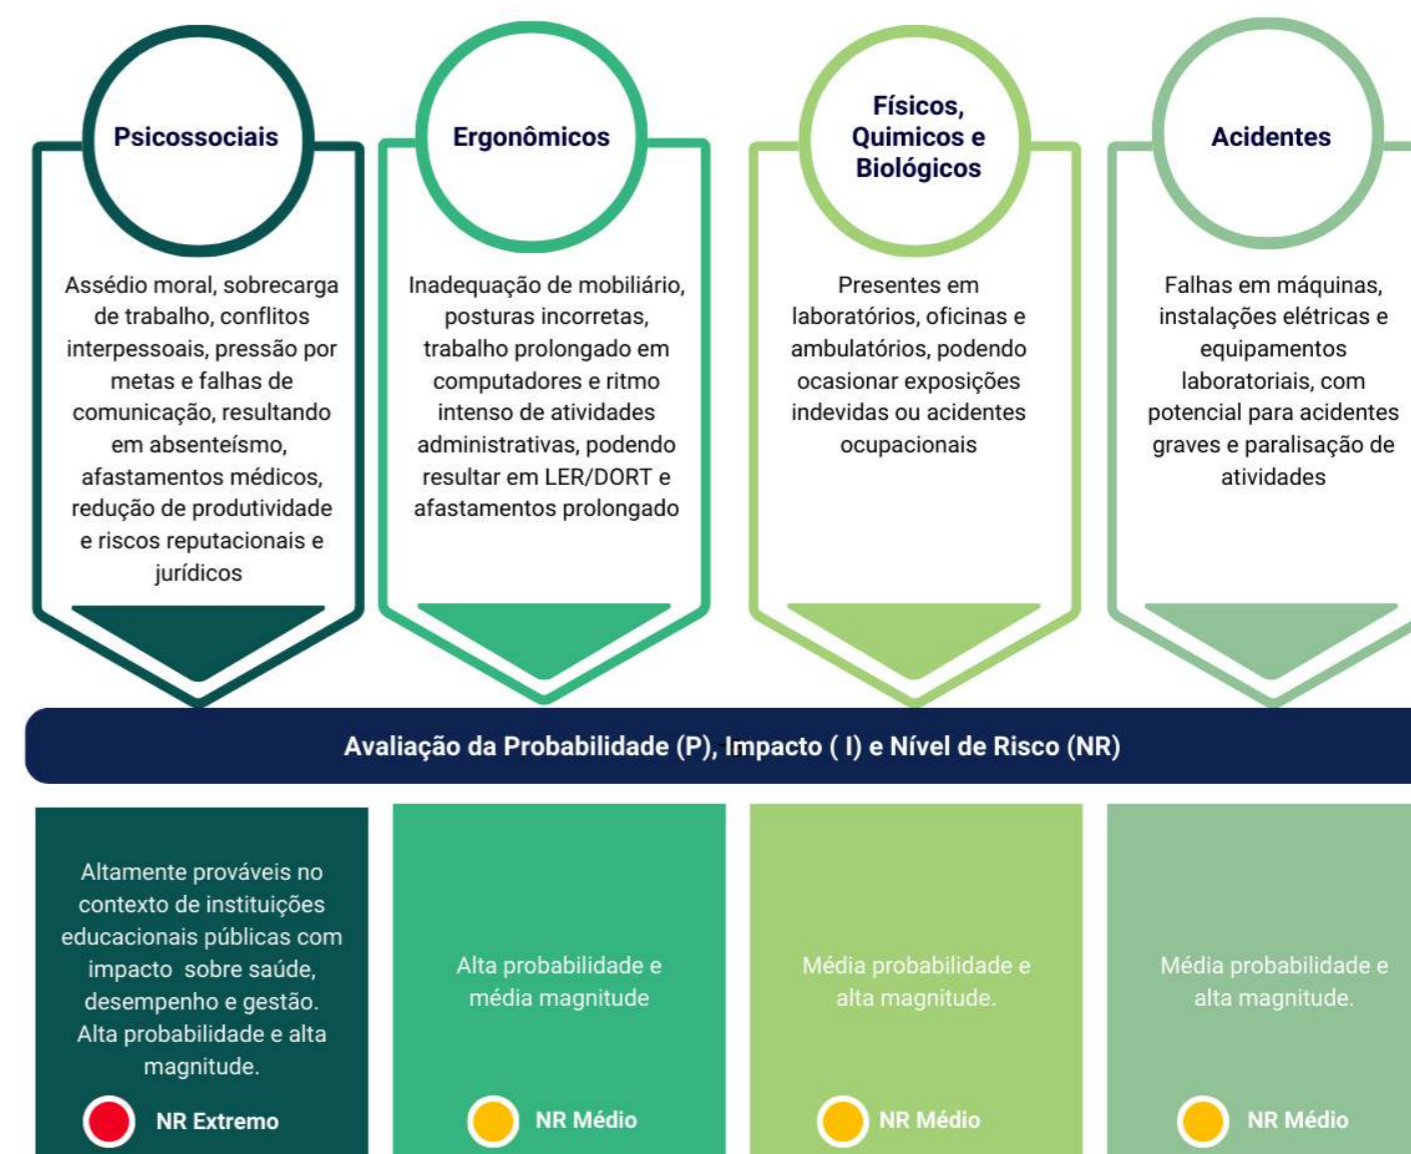 Psicossociais
Assédio moral, sobrecarga
de trabalho, conflitos
interpessoais, pressão por
metas e falhas de
comunicação, resultando
em absenteísmo,
afastamentos médicos,
redução de produtividade
e riscos reputacionais e
jurídicos
Ergonômicos
Inadequação de mobiliário,
posturas incorretas,
trabalho prolongado em
computadores e ritmo
intenso de atividades
administrativas, podendo
resultar em LER/DORT e
afastamentos prolongado
Físicos,
Quimicos e
Biológicos
Presentes em
laboratórios, oficinas e
ambulatórios, podendo
ocasionar exposições
indevidas ou acidentes
ocupacionais
Acidentes
Falhas em máquinas,
instalações elétricas e
equipamentos
laboratoriais, com
potencial para acidentes
graves e paralisação de
atividades
Avaliação da Probabilidade (P), Impacto ( I) e Nível de Risco (NR)
Altamente prováveis no
contexto de instituições
educacionais públicas com
impacto  sobre saúde,
desempenho e gestão.
Alta probabilidade e alta
magnitude.
NR Extremo
Alta probabilidade e
média magnitude
NR Médio
Média probabilidade e
alta magnitude.
NR Médio
Média probabilidade e
alta magnitude.
NR Médio